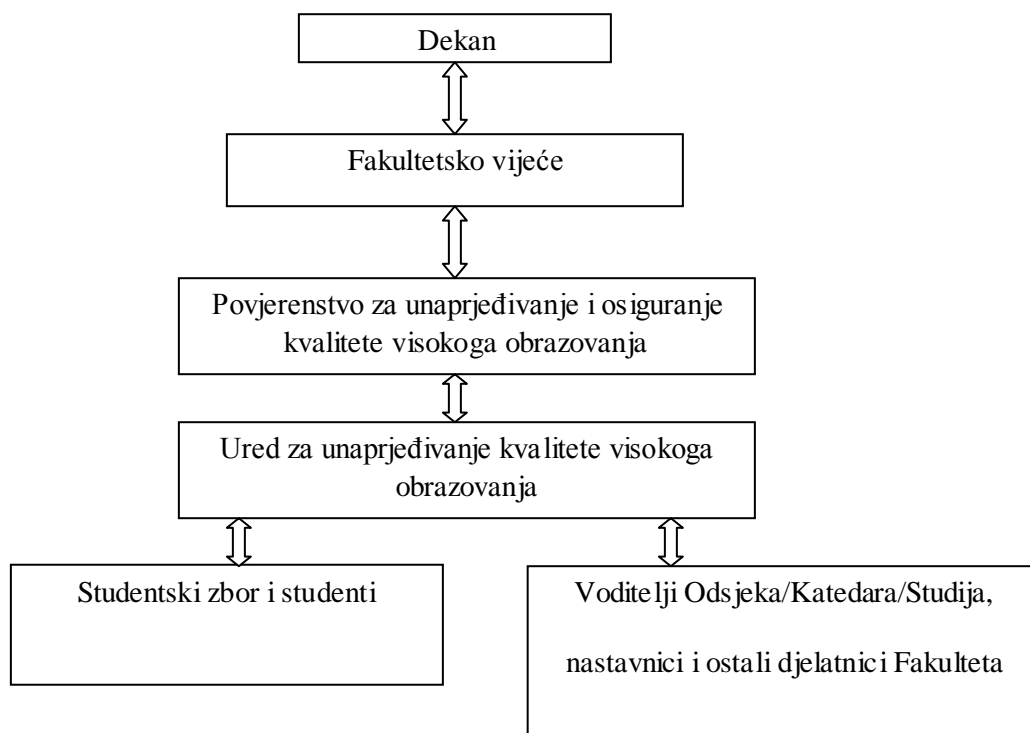 Dekan
Fakultetsko vijeće
Povjerenstvo za unaprjeđivanje i osiguranje
kvalitete visokoga obrazovanja
Ured za unaprjeđivanje kvalitete visokoga
obrazovanja
Studentski zbor i studenti
Voditelji Odsjeka/Katedara/Studija,
nastavnici i ostali djelatnici Fakulteta